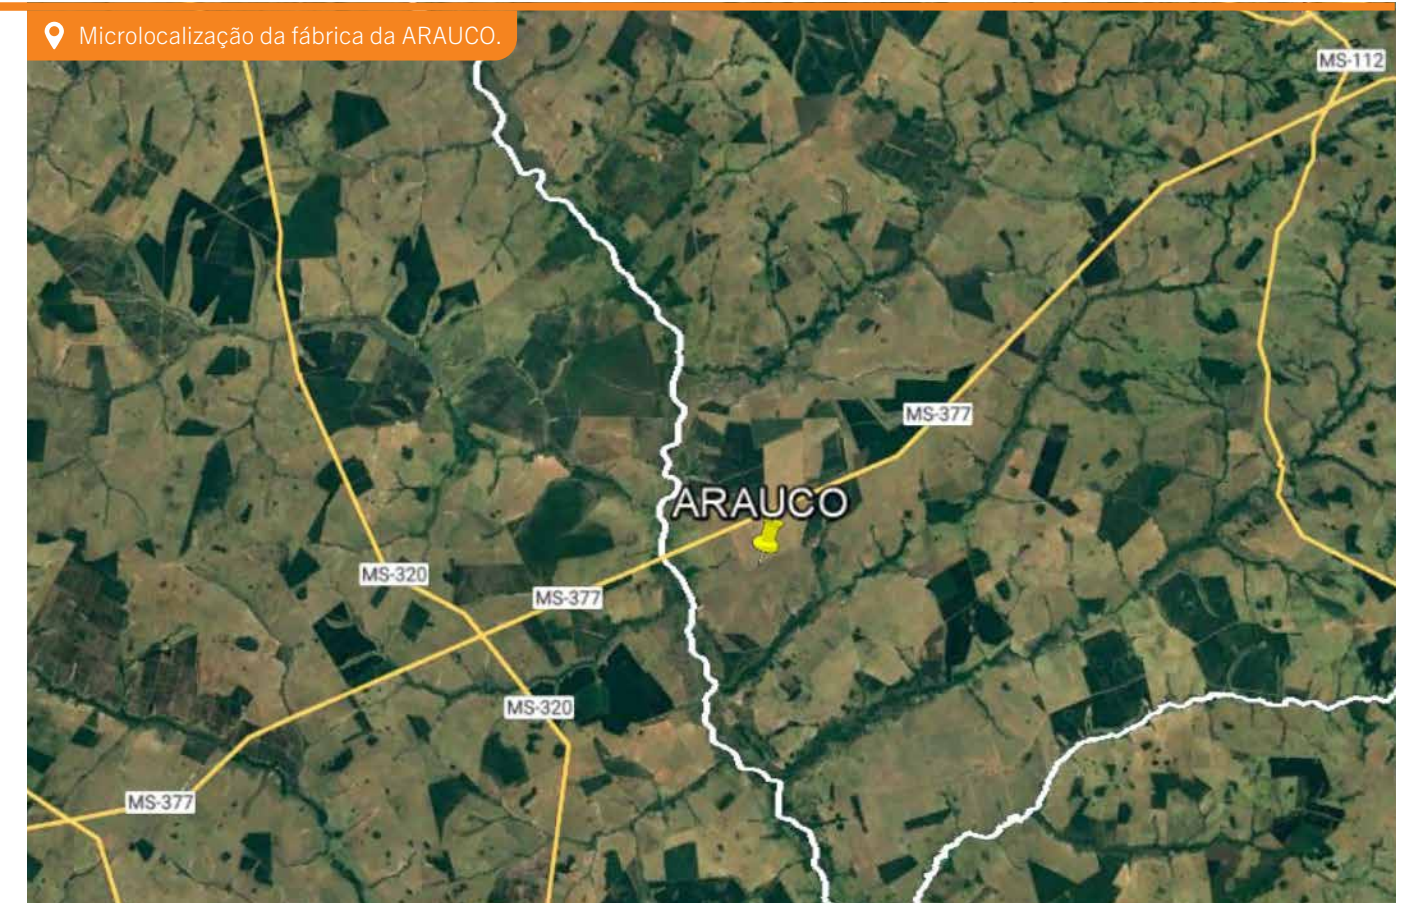 Microlocalização da fábrica da ARAUCO.
MS-112
MS-377
ARAUCO
MS-320
MS-377
MS-320
MS-377